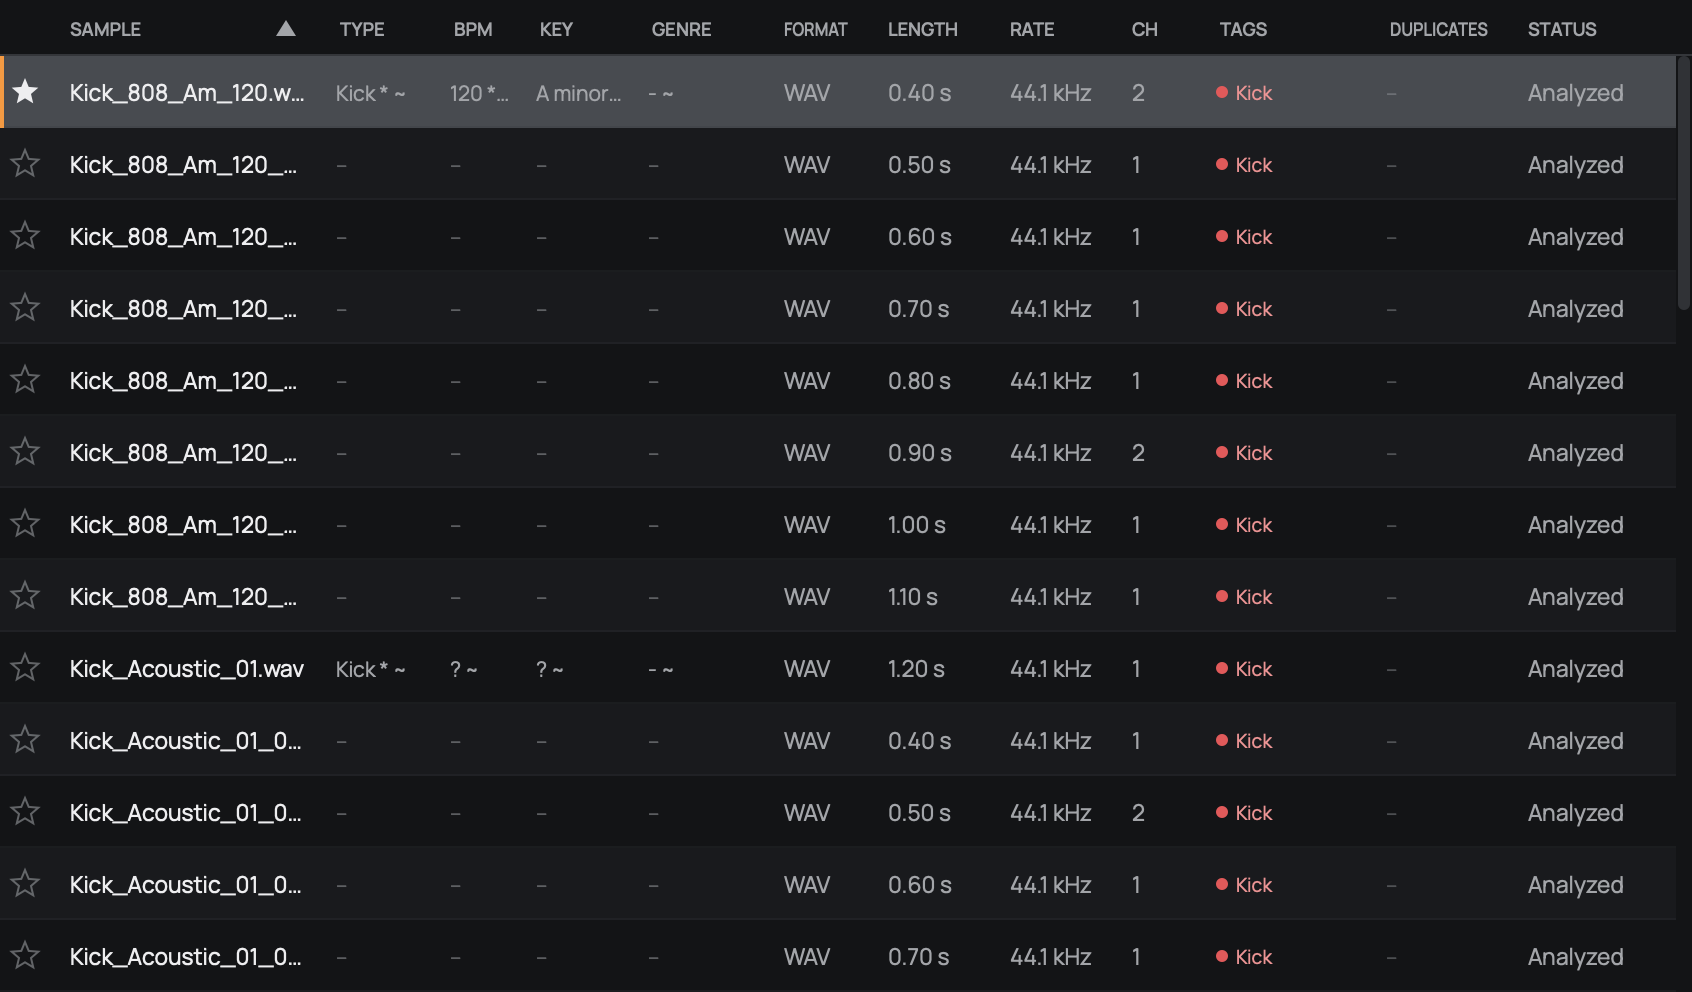 SAMPLE ▲ TYPE BPM KEY GENRE FORMAT LENGTH RATE CH TAGS DUPLICATES STATUS
Kick_808_Am_120.w... Kick * ~ 120 *... A minor... - ~ WAV 0.40 s 44.1 kHz 2 Kick – Analyzed
Kick_808_Am_120_... – – – – WAV 0.50 s 44.1 kHz 1 Kick – Analyzed
Kick_808_Am_120_... – – – – WAV 0.60 s 44.1 kHz 1 Kick – Analyzed
Kick_808_Am_120_... – – – – WAV 0.70 s 44.1 kHz 1 Kick – Analyzed
Kick_808_Am_120_... – – – – WAV 0.80 s 44.1 kHz 1 Kick – Analyzed
Kick_808_Am_120_... – – – – WAV 0.90 s 44.1 kHz 2 Kick – Analyzed
Kick_808_Am_120_... – – – – WAV 1.00 s 44.1 kHz 1 Kick – Analyzed
Kick_808_Am_120_... – – – – WAV 1.10 s 44.1 kHz 1 Kick – Analyzed
Kick_Acoustic_01.wav Kick * ~ ? ~ ? ~ - ~ WAV 1.20 s 44.1 kHz 1 Kick – Analyzed
Kick_Acoustic_01_0... – – – – WAV 0.40 s 44.1 kHz 1 Kick – Analyzed
Kick_Acoustic_01_0... – – – – WAV 0.50 s 44.1 kHz 2 Kick – Analyzed
Kick_Acoustic_01_0... – – – – WAV 0.60 s 44.1 kHz 1 Kick – Analyzed
Kick_Acoustic_01_0... – – – – WAV 0.70 s 44.1 kHz 1 Kick – Analyzed